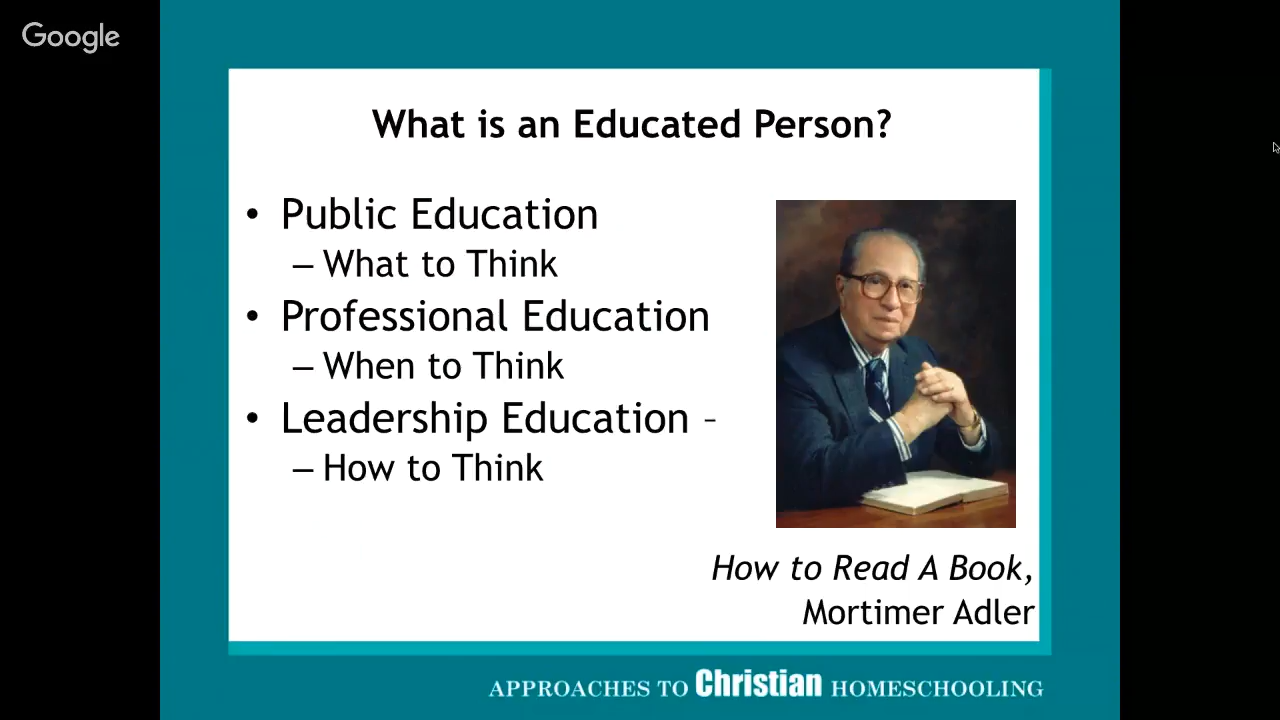 Google
What is an Educated Person?
• Public Education
– What to Think
• Professional Education
– When to Think
• Leadership Education –
– How to Think
How to Read A Book,
Mortimer Adler
APPROACHES TO Christian HOMESCHOOLING